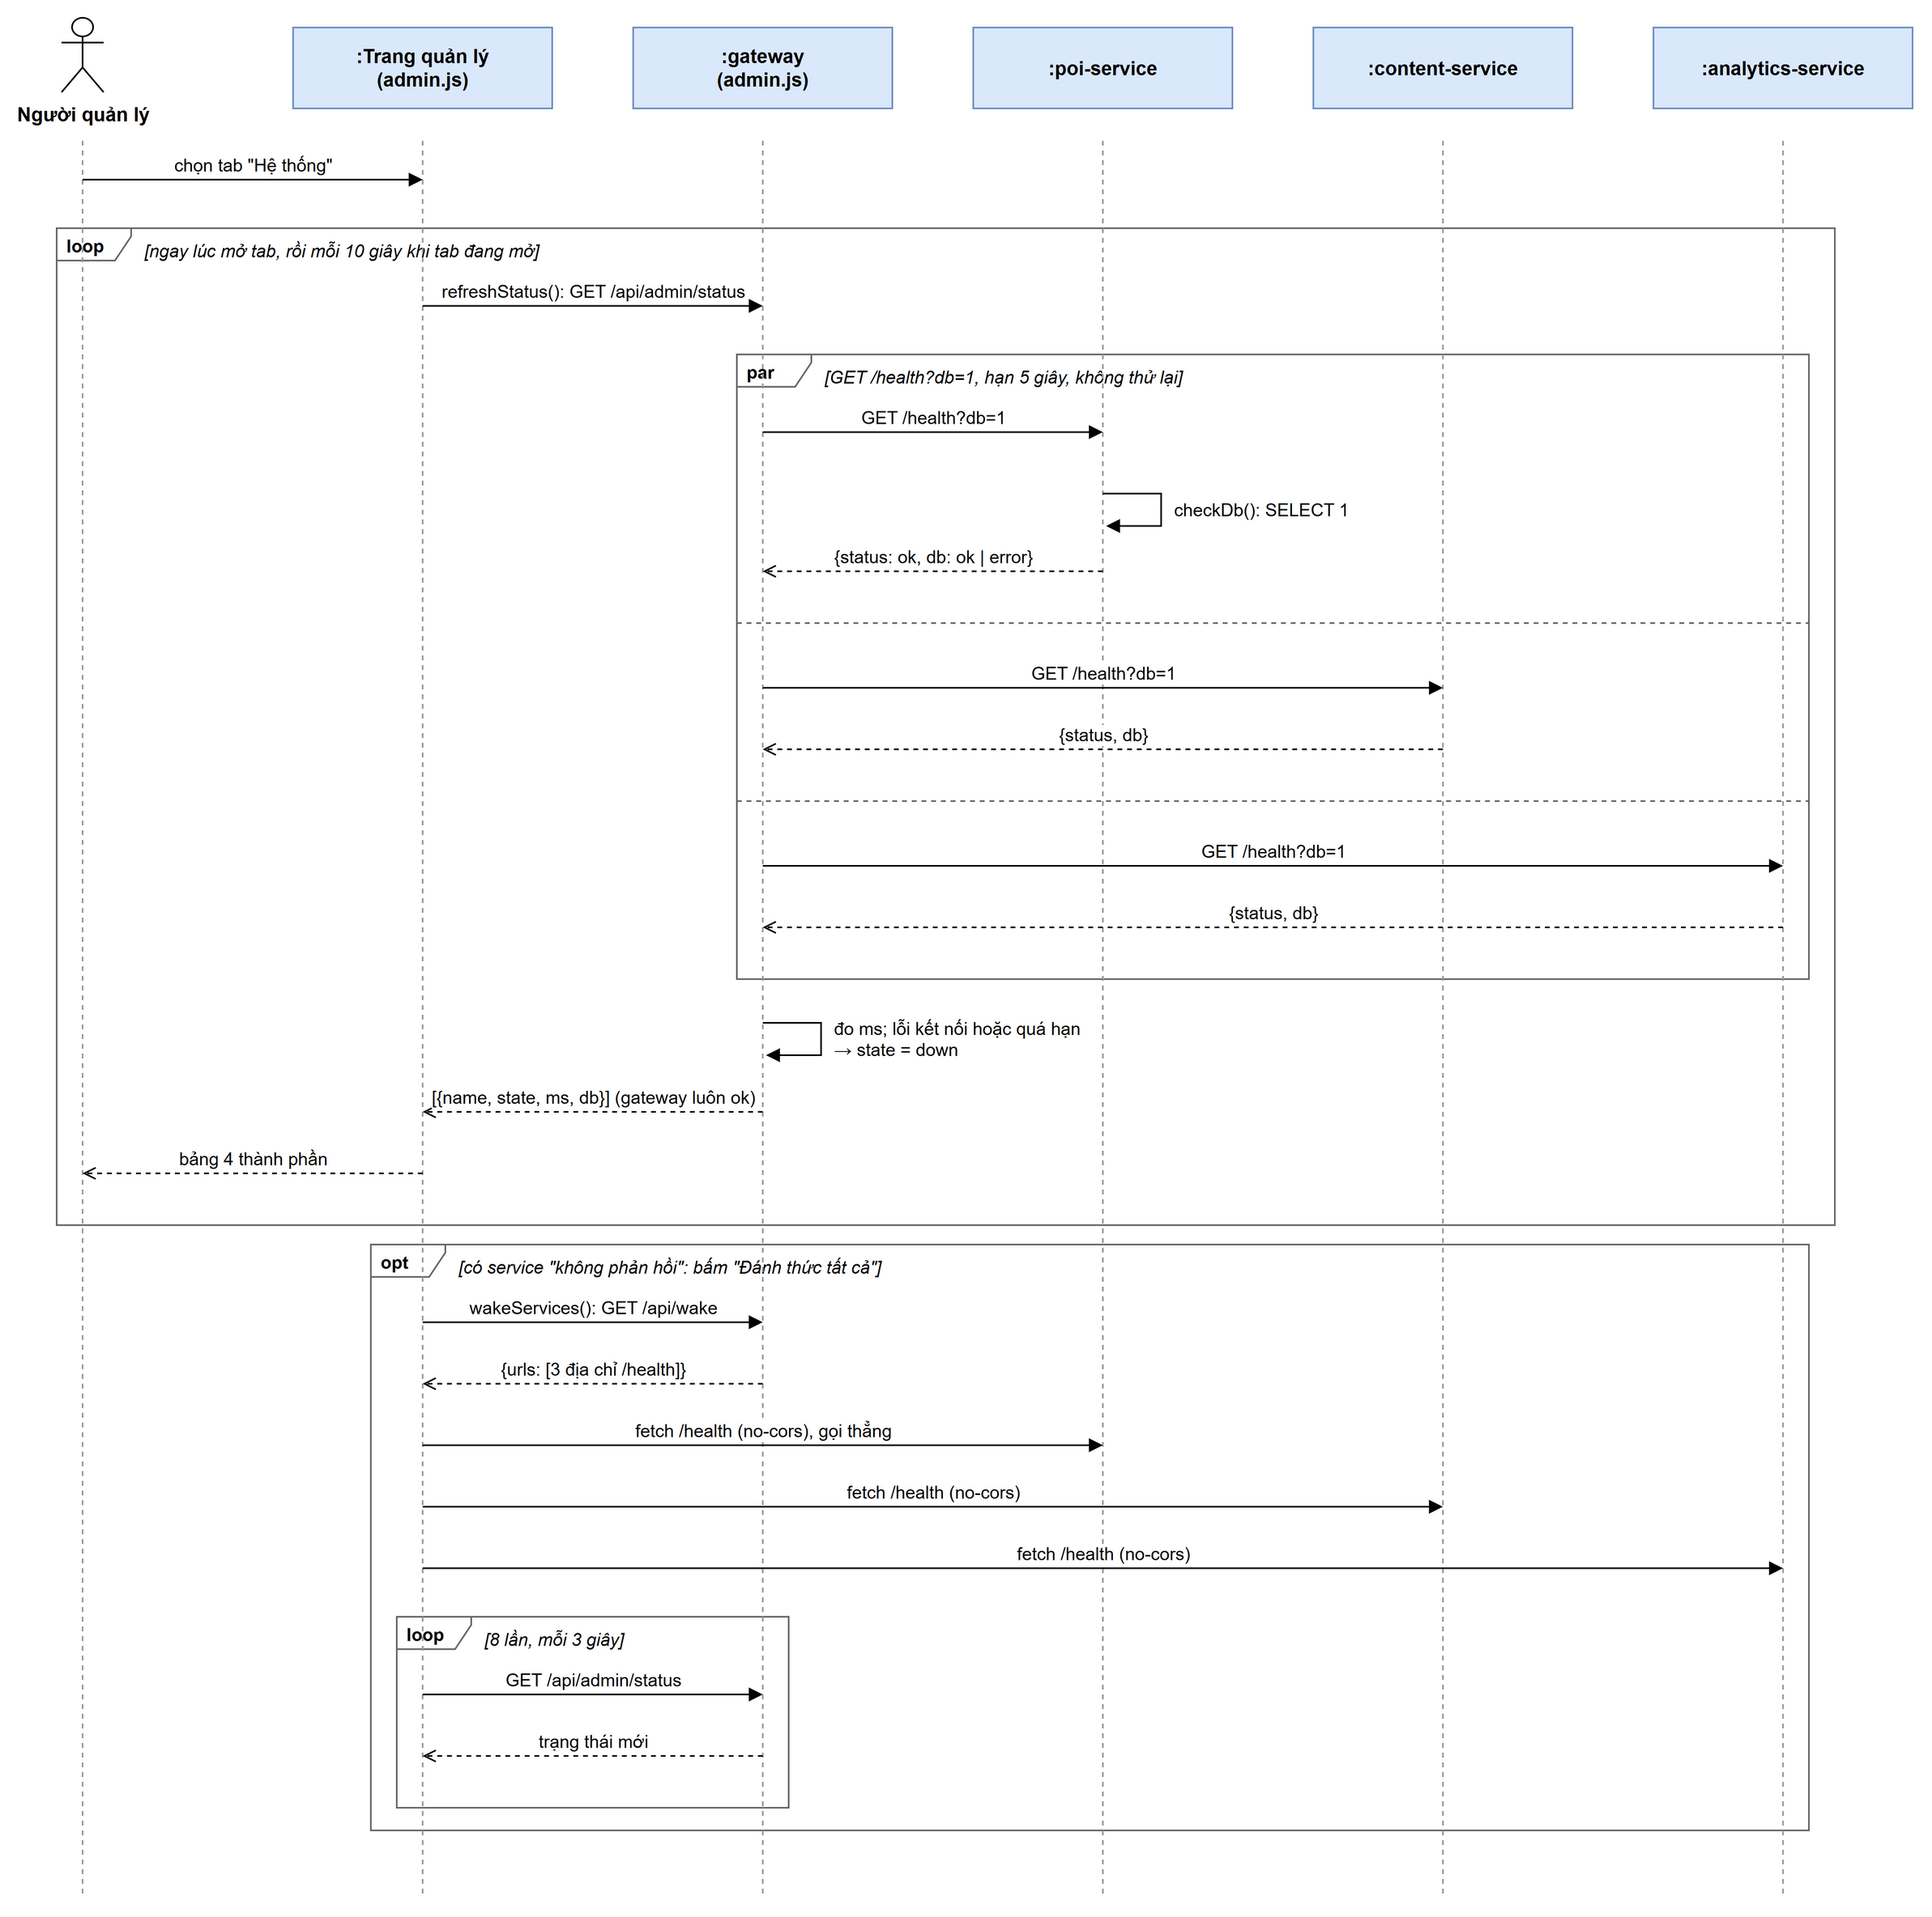 Người quản lý
:Trang quản lý
(admin.js)
:gateway
(admin.js)
:poi-service
:content-service
:analytics-service
chọn tab "Hệ thống"
loop
[ngay lúc mở tab, rồi mỗi 10 giây khi tab đang mở]
refreshStatus(): GET /api/admin/status
par
[GET /health?db=1, hạn 5 giây, không thử lại]
GET /health?db=1
checkDb(): SELECT 1
{status: ok, db: ok | error}
GET /health?db=1
{status, db}
GET /health?db=1
{status, db}
đo ms; lỗi kết nối hoặc quá hạn
→ state = down
[{name, state, ms, db}] (gateway luôn ok)
bảng 4 thành phần
opt
[có service "không phản hồi": bấm "Đánh thức tất cả"]
wakeServices(): GET /api/wake
{urls: [3 địa chỉ /health]}
fetch /health (no-cors), gọi thẳng
fetch /health (no-cors)
fetch /health (no-cors)
loop
[8 lần, mỗi 3 giây]
GET /api/admin/status
trạng thái mới